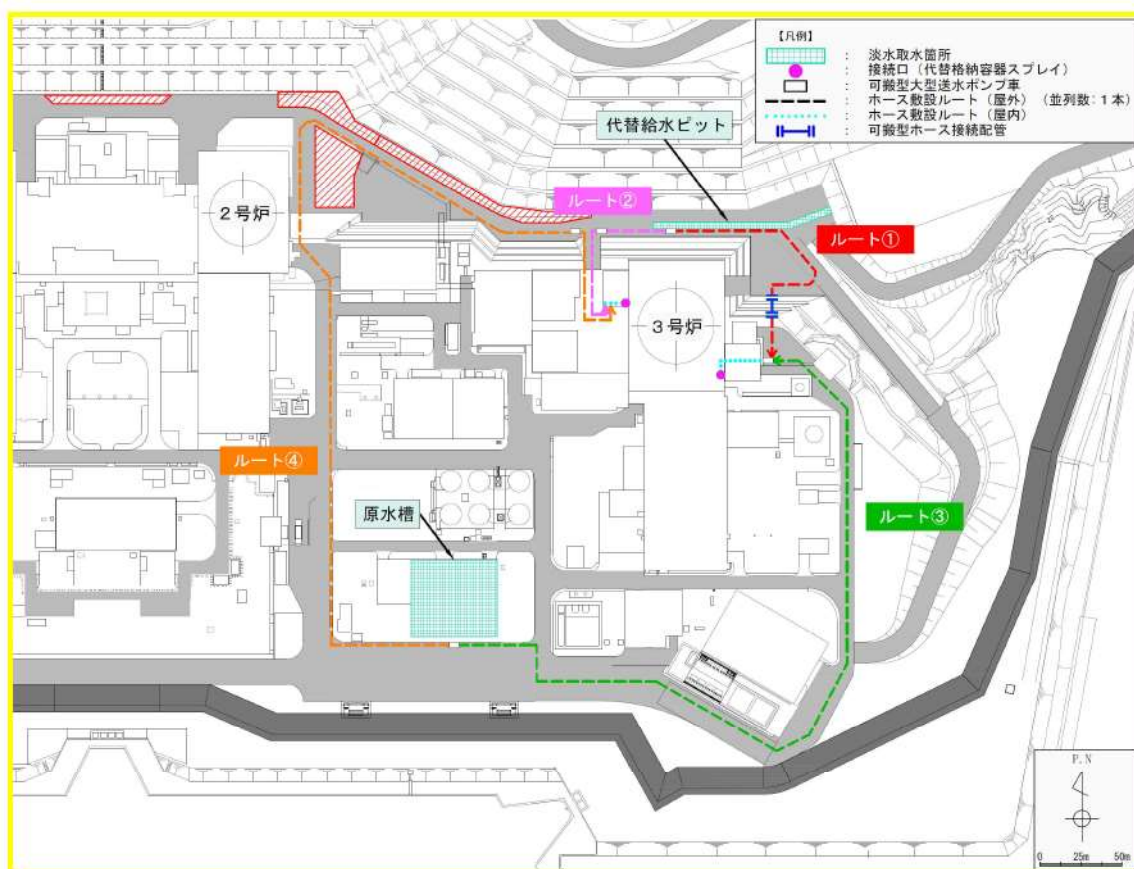 【凡例】
： 淡水取水箇所
： 接続口（代替格納容器スプレイ）
： 可搬型大型送水ポンプ車
： ホース敷設ルート（屋外）（並列数：1本）
： ホース敷設ルート（屋内）
： 可搬型ホース接続配管
代替給水ピット
ルート②
2号炉
ルート①
3号炉
ルート④
原水槽
ルート③
P.N
0 25m 50m